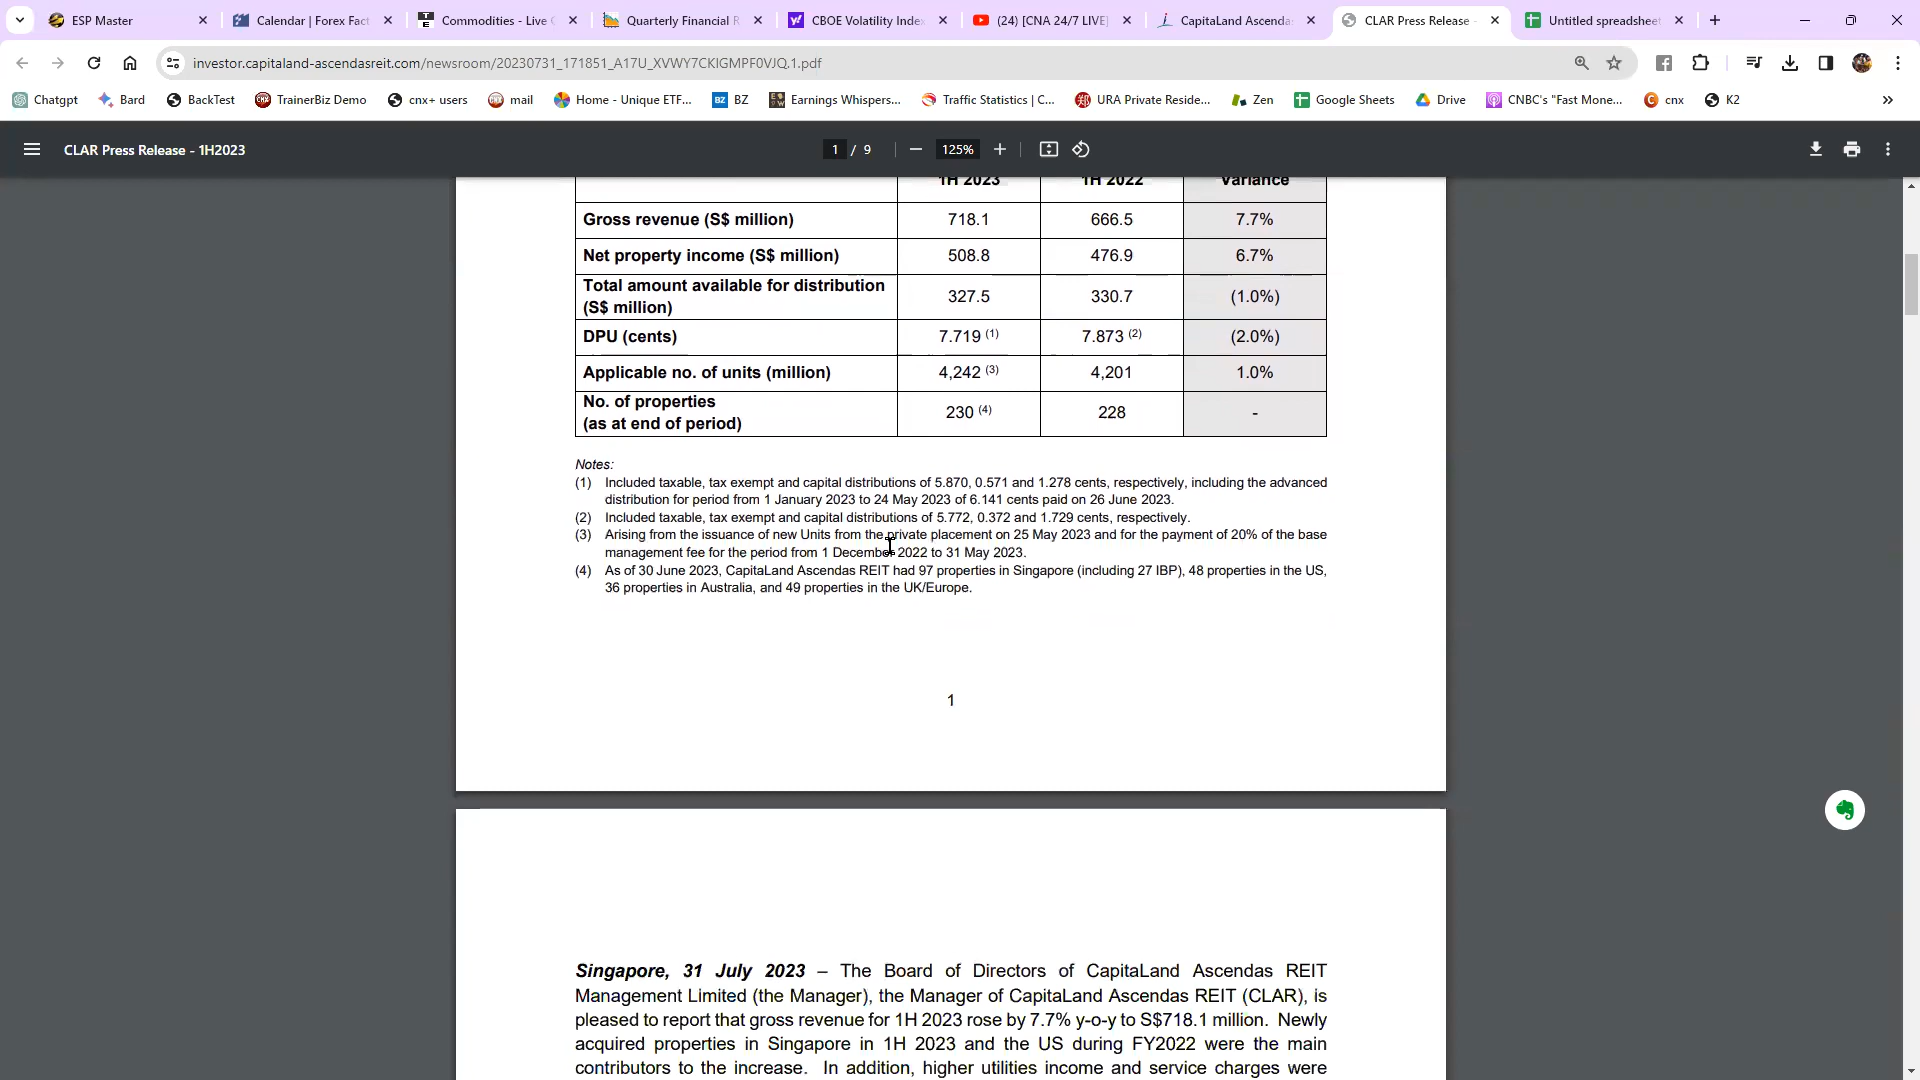 ESP Master
Calendar | Forex Fact
Commodities - Live
Quarterly Financial R
CBOE Volatility Index
(24) [CNA 24/7 LIVE]
CapitaLand Ascendas
CLAR Press Release -
Untitled spreadsheet
investor.capitaland-ascendasreit.com/newsroom/20230731_171851_A17U_XVWY7CKIGMPF0VJQ.1.pdf
Chatgpt
Bard
BackTest
TrainerBiz Demo
cnx+ users
mail
Home - Unique ETF...
BZ BZ
Earnings Whispers...
Traffic Statistics | C...
URA Private Reside...
Zen
Google Sheets
Drive
CNBC's "Fast Mone...
cnx
K2
CLAR Press Release - 1H2023
1 / 9
125%
1H 2023 1H 2022 Variance
Gross revenue (S$ million) 718.1 666.5 7.7%
Net property income (S$ million) 508.8 476.9 6.7%
Total amount available for distribution
(S$ million) 327.5 330.7 (1.0%)
DPU (cents) 7.719 (1) 7.873 (2) (2.0%)
Applicable no. of units (million) 4,242 (3) 4,201 1.0%
No. of properties
(as at end of period) 230 (4) 228 -
Notes:
(1) Included taxable, tax exempt and capital distributions of 5.870, 0.571 and 1.278 cents, respectively, including the advanced
distribution for period from 1 January 2023 to 24 May 2023 of 6.141 cents paid on 26 June 2023.
(2) Included taxable, tax exempt and capital distributions of 5.772, 0.372 and 1.729 cents, respectively.
(3) Arising from the issuance of new Units from the private placement on 25 May 2023 and for the payment of 20% of the base
management fee for the period from 1 December 2022 to 31 May 2023.
(4) As of 30 June 2023, CapitaLand Ascendas REIT had 97 properties in Singapore (including 27 IBP), 48 properties in the US,
36 properties in Australia, and 49 properties in the UK/Europe.
1
Singapore, 31 July 2023 – The Board of Directors of CapitaLand Ascendas REIT
Management Limited (the Manager), the Manager of CapitaLand Ascendas REIT (CLAR), is
pleased to report that gross revenue for 1H 2023 rose by 7.7% y-o-y to S$718.1 million. Newly
acquired properties in Singapore in 1H 2023 and the US during FY2022 were the main
contributors to the increase. In addition, higher utilities income and service charges were